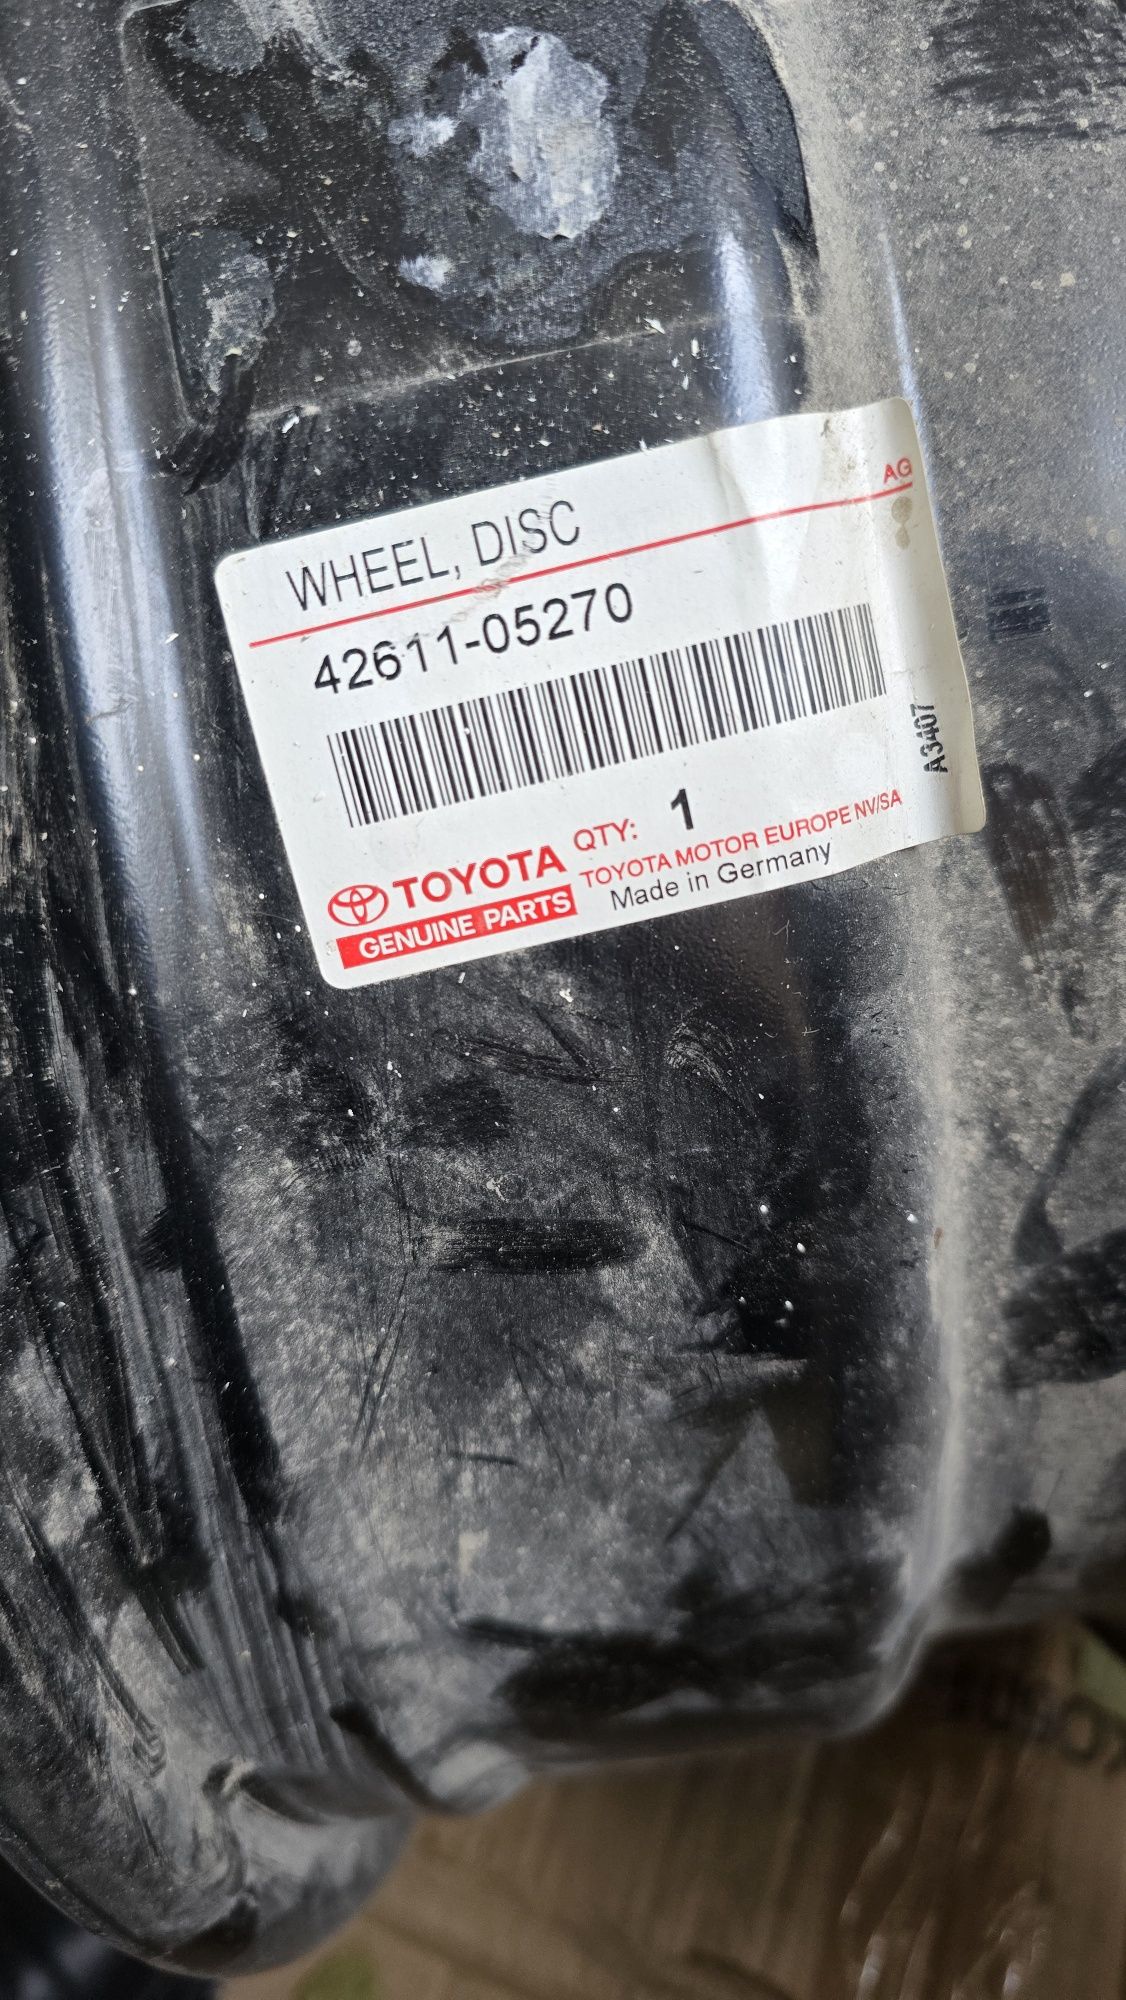 AG
WHEEL, DISC
42611-05270
A3407
QTY: 1
TOYOTA
TOYOTA MOTOR EUROPE NV/SA
GENUINE PARTS
Made in Germany